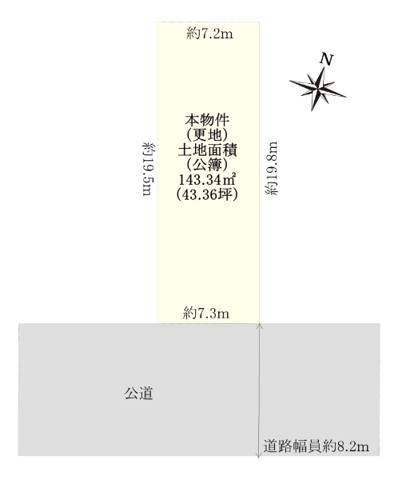 約7.2m
N
本物件
(更地)
土地面積
(公簿)
143.34㎡
(43.36坪)
約19.5m
約19.8m
約7.3m
公道
道路幅員約8.2m